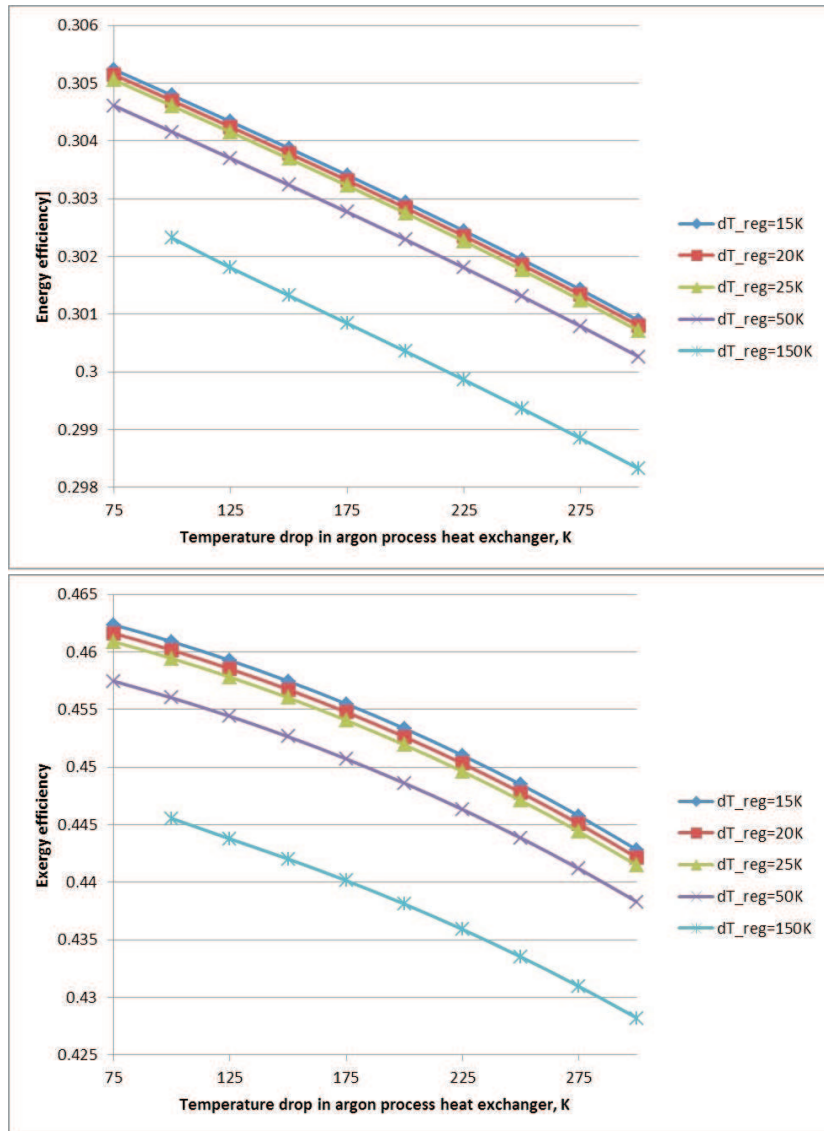 0.306
0.305
0.304
0.303
0.302
0.301
0.3
0.299
0.298
Energy efficiency]
75 125 175 225 275
Temperature drop in argon process heat exchanger, K
dT_reg=15K
dT_reg=20K
dT_reg=25K
dT_reg=50K
dT_reg=150K
0.465
0.46
0.455
0.45
0.445
0.44
0.435
0.43
0.425
Exergy efficiency
75 125 175 225 275
Temperature drop in argon process heat exchanger, K
dT_reg=15K
dT_reg=20K
dT_reg=25K
dT_reg=50K
dT_reg=150K